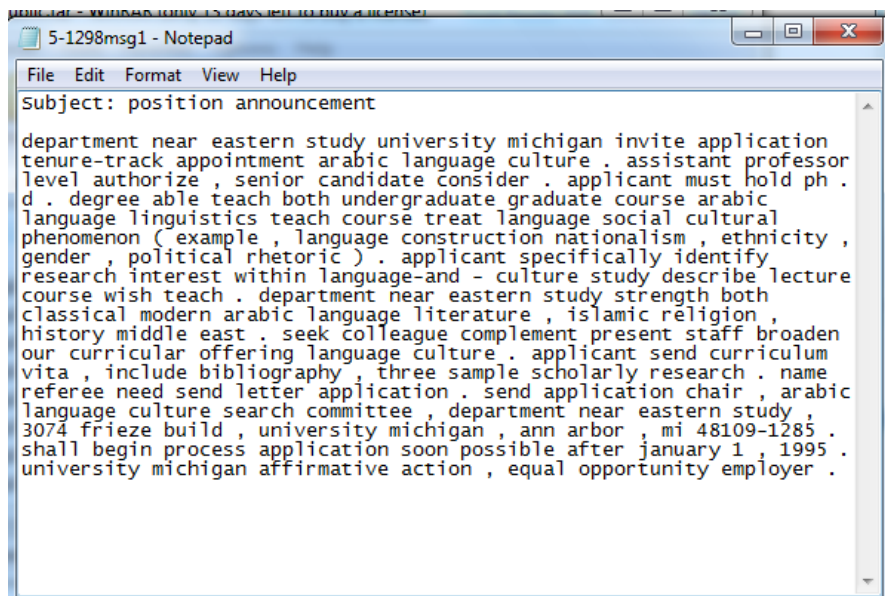 - WinRAR (only 15 days left to buy a license)
5-1298msg1 - Notepad
File Edit Format View Help
Subject: position announcement
department near eastern study university michigan invite application
tenure-track appointment arabic language culture . assistant professor
level authorize , senior candidate consider . applicant must hold ph .
d . degree able teach both undergraduate graduate course arabic
language linguistics teach course treat language social cultural
phenomenon ( example , language construction nationalism , ethnicity ,
gender , political rhetoric ) . applicant specifically identify
research interest within language-and - culture study describe lecture
course wish teach . department near eastern study strength both
classical modern arabic language literature , islamic religion ,
history middle east . seek colleague complement present staff broaden
our curricular offering language culture . applicant send curriculum
vita , include bibliography , three sample scholarly research . name
referee need send letter application . send application chair , arabic
language culture search committee , department near eastern study ,
3074 frieze build , university michigan , ann arbor , mi 48109-1285 .
shall begin process application soon possible after january 1 , 1995 .
university michigan affirmative action , equal opportunity employer .